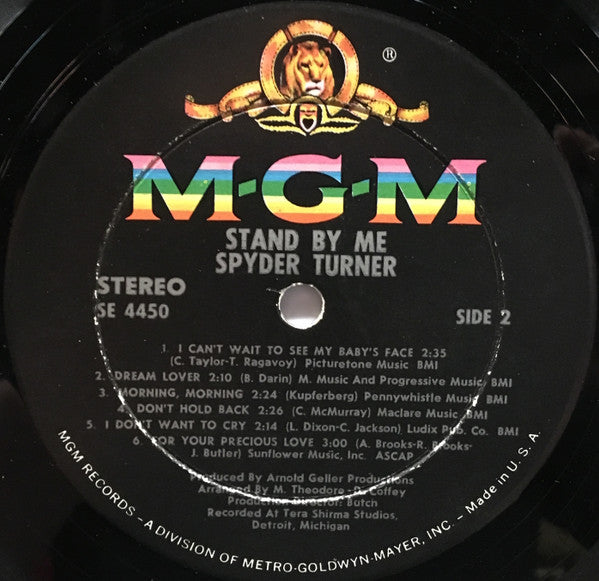 ®
M-G-M
STAND BY ME
SPYDER TURNER
STEREO
SE 4450
SIDE 2
1. I CAN'T WAIT TO SEE MY BABY'S FACE 2:35
(C. Taylor-T. Ragavoy) Picturetone Music BMI
2. DREAM LOVER 2:10 (B. Darin) M. Music And Progressive Music BMI
3. MORNING, MORNING 2:24 (Kupferberg) Pennywhistle Music BMI
4. DON'T HOLD BACK 2:26 (C. McMurray) Maclare Music BMI
5. I DON'T WANT TO CRY 2:14 (L. Dixon-C. Jackson) Ludix Pub. Co. BMI
6. FOR YOUR PRECIOUS LOVE 3:00 (A. Brooks-R. Brooks-
J. Butler) Sunflower Music, Inc. ASCAP
Produced By Arnold Geller Productions
Arranged By M. Theodore - D. Coffey
Production Director: Butch
Recorded At Tera Shirma Studios,
Detroit, Michigan
MGM RECORDS – A DIVISION OF METRO-GOLDWYN-MAYER, INC. – Made in U.S.A.